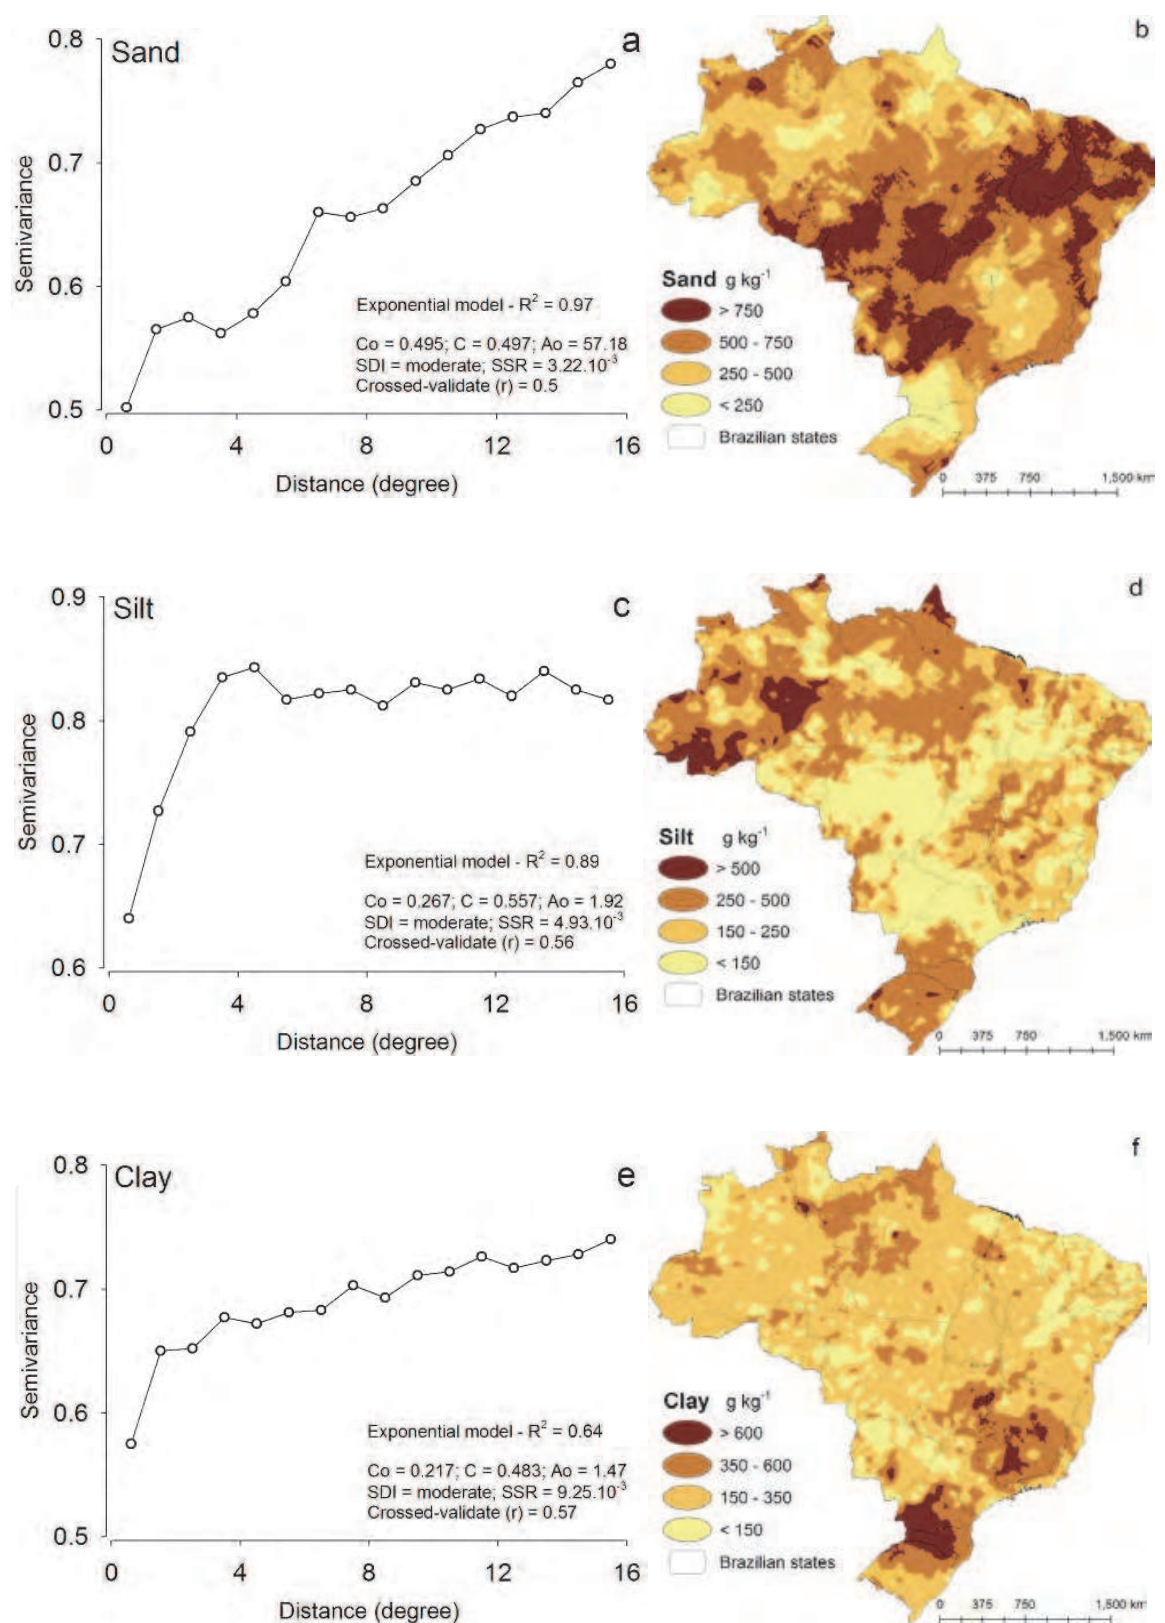 Sand
a
0.8
0.7
0.6
0.5
Semivariance
Exponential model - R² = 0.97
Co = 0.495; C = 0.497; Ao = 57.18
SDI = moderate; SSR = 3.22.10⁻³
Crossed-validate (r) = 0.5
0 4 8 12 16
Distance (degree)
b
Sand g kg⁻¹
> 750
500 - 750
250 - 500
< 250
Brazilian states
0 375 750 1,500 km
Silt
c
0.9
0.8
0.7
0.6
Semivariance
Exponential model - R² = 0.89
Co = 0.267; C = 0.557; Ao = 1.92
SDI = moderate; SSR = 4.93.10⁻³
Crossed-validate (r) = 0.56
0 4 8 12 16
Distance (degree)
d
Silt g kg⁻¹
> 500
250 - 500
150 - 250
< 150
Brazilian states
0 375 750 1,500 km
Clay
e
0.8
0.7
0.6
0.5
Semivariance
Exponential model - R² = 0.64
Co = 0.217; C = 0.483; Ao = 1.47
SDI = moderate; SSR = 9.25.10⁻³
Crossed-validate (r) = 0.57
0 4 8 12 16
Distance (degree)
f
Clay g kg⁻¹
> 600
350 - 600
150 - 350
< 150
Brazilian states
0 375 750 1,500 km